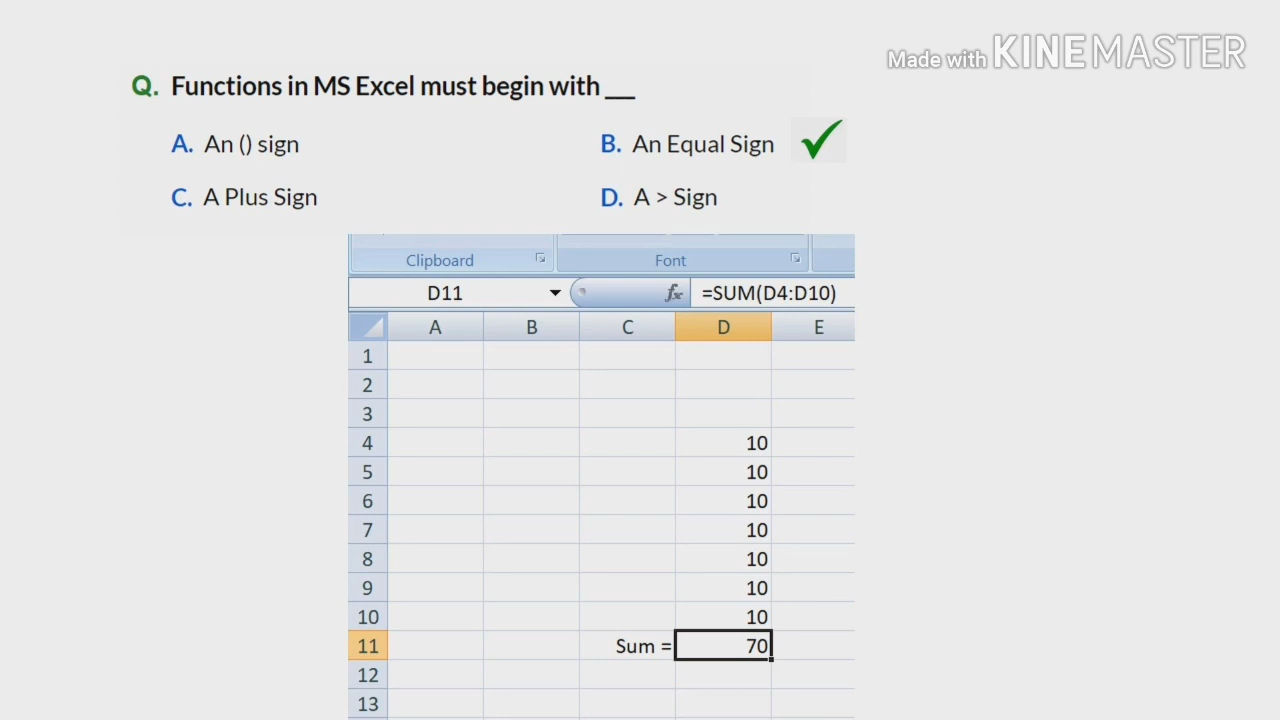 Made with KINEMASTER
Q. Functions in MS Excel must begin with __
A. An () sign B. An Equal Sign
C. A Plus Sign D. A > Sign
Clipboard Font
D11 fx =SUM(D4:D10)
A B C D E
1
2
3
4 10
5 10
6 10
7 10
8 10
9 10
10 10
11 Sum = 70
12
13